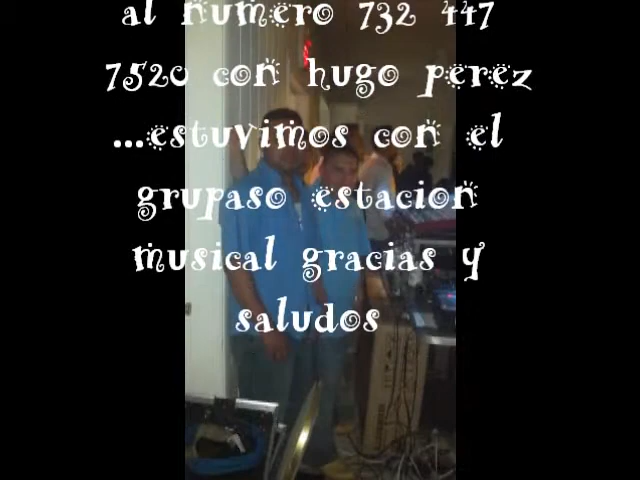 al numero 732 447
7520 con hugo perez
...estuvimos con el
grupaso estacion
musical gracias y
saludos